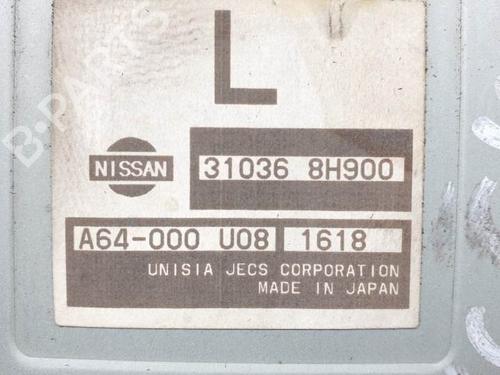 L
NISSAN
31036 8H900
A64-000 U08 1618
UNISIA JECS CORPORATION
MADE IN JAPAN
B-PARTS